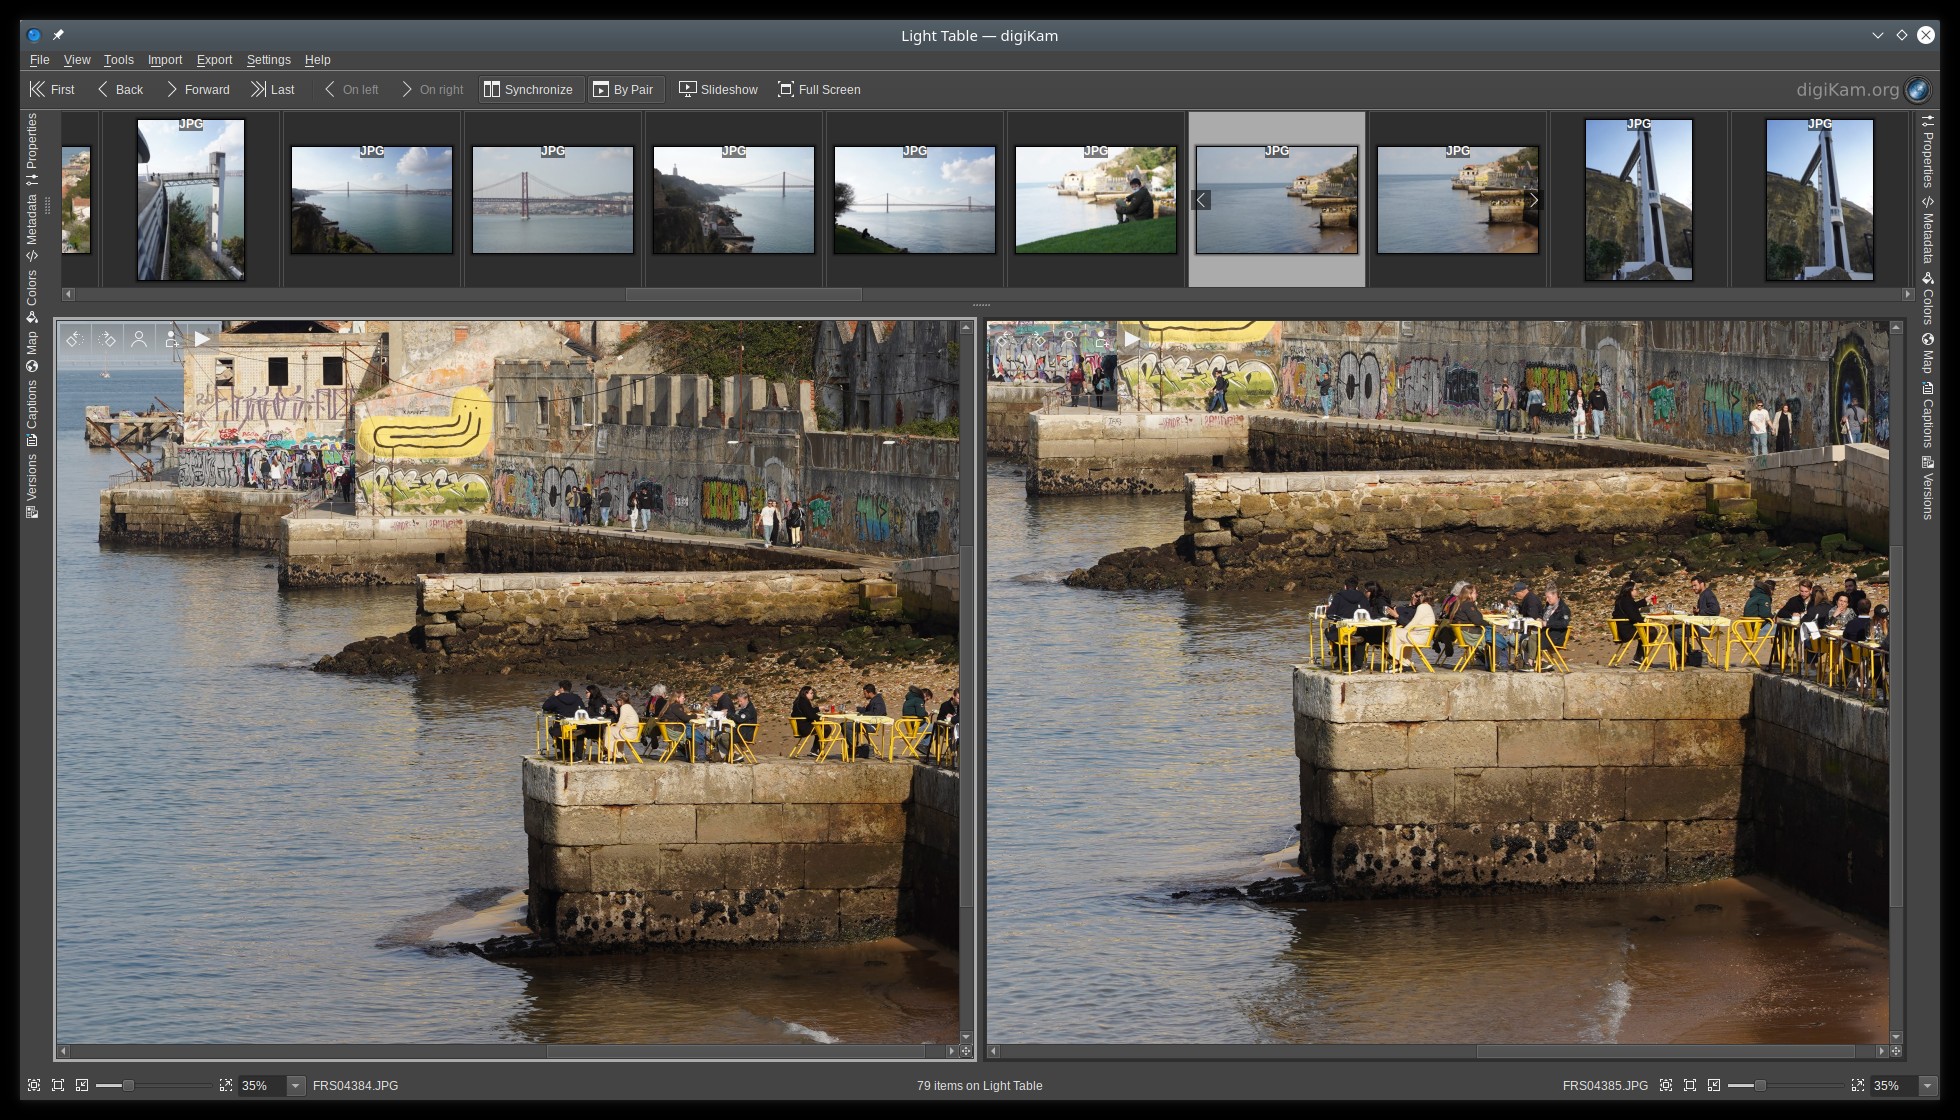 Light Table — digiKam
File View Tools Import Export Settings Help
First Back Forward Last On left On right Synchronize By Pair Slideshow Full Screen digiKam.org
Properties
Metadata
Colors
Map
Captions
Versions
JPG JPG JPG JPG JPG JPG JPG JPG JPG JPG
Properties
Metadata
Colors
Map
Captions
Versions
35% FRS04384.JPG 79 items on Light Table FRS04385.JPG 35%